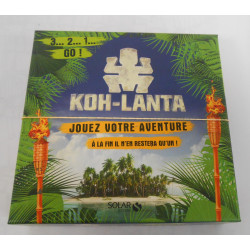 3... 2... 1...
GO !
KOH-LANTA
JOUEZ VOTRE AVENTURE
À LA FIN IL N'EN RESTERA QU'UN !
SOLAR